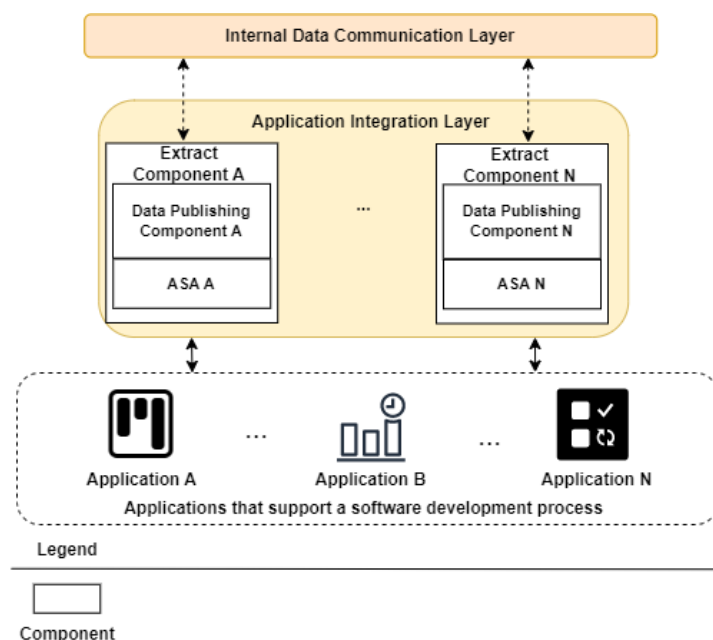 Internal Data Communication Layer
Application Integration Layer
Extract
Component A
Data Publishing
Component A
ASA A
...
Extract
Component N
Data Publishing
Component N
ASA N
... ...
Application A Application B Application N
Applications that support a software development process
Legend
Component